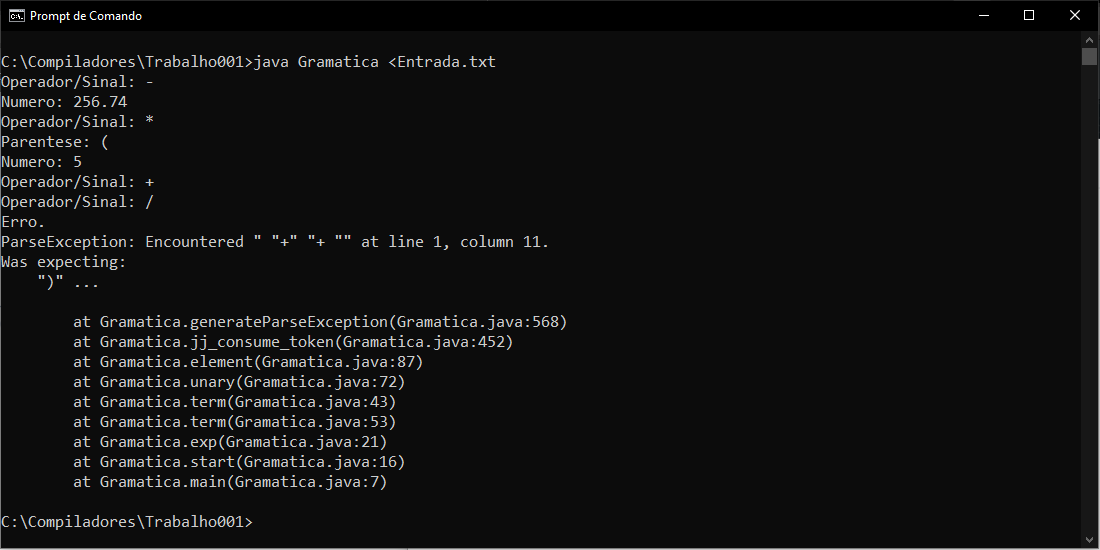 Prompt de Comando
C:\Compiladores\Trabalho001>java Gramatica <Entrada.txt
Operador/Sinal: -
Numero: 256.74
Operador/Sinal: *
Parentese: (
Numero: 5
Operador/Sinal: +
Operador/Sinal: /
Erro.
ParseException: Encountered " "+" "+ "" at line 1, column 11.
Was expecting:
    ")" ...
        at Gramatica.generateParseException(Gramatica.java:568)
        at Gramatica.jj_consume_token(Gramatica.java:452)
        at Gramatica.element(Gramatica.java:87)
        at Gramatica.unary(Gramatica.java:72)
        at Gramatica.term(Gramatica.java:43)
        at Gramatica.term(Gramatica.java:53)
        at Gramatica.exp(Gramatica.java:21)
        at Gramatica.start(Gramatica.java:16)
        at Gramatica.main(Gramatica.java:7)
C:\Compiladores\Trabalho001>